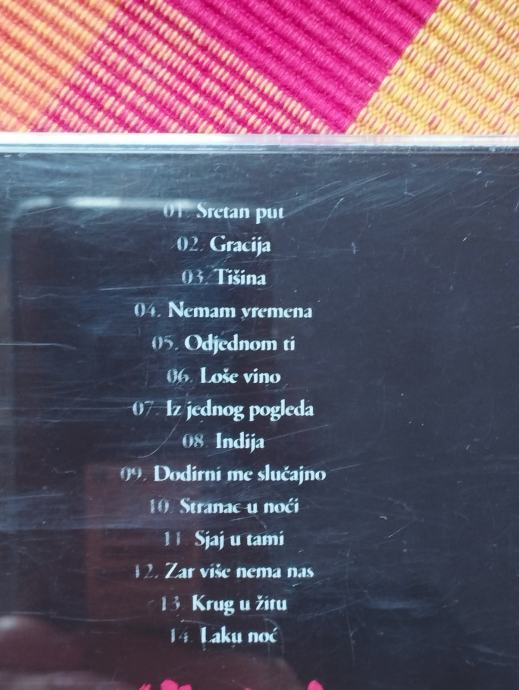 01. Sretan put
02. Gracija
03. Tišina
04. Nemam vremena
05. Odjednom ti
06. Loše vino
07. Iz jednog pogleda
08. Indija
09. Dodirni me slučajno
10. Stranac u noći
11. Sjaj u tami
12. Zar više nema nas
13. Krug u žitu
14. Laku noć